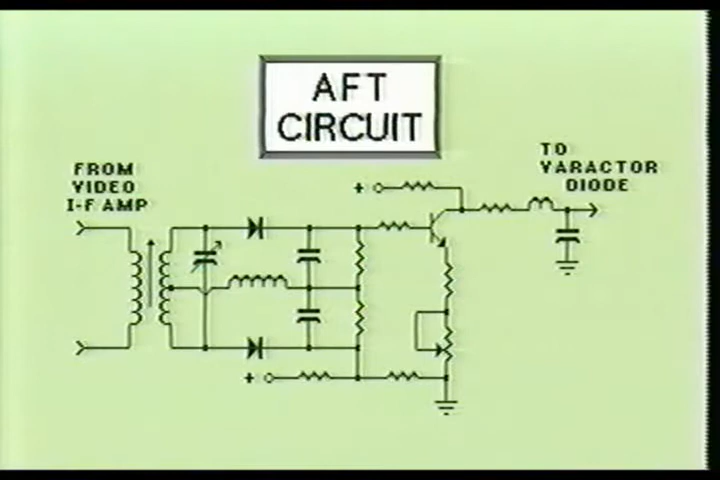 AFT
CIRCUIT
FROM
VIDEO
I-F AMP
TO
VARACTOR
DIODE
+
+